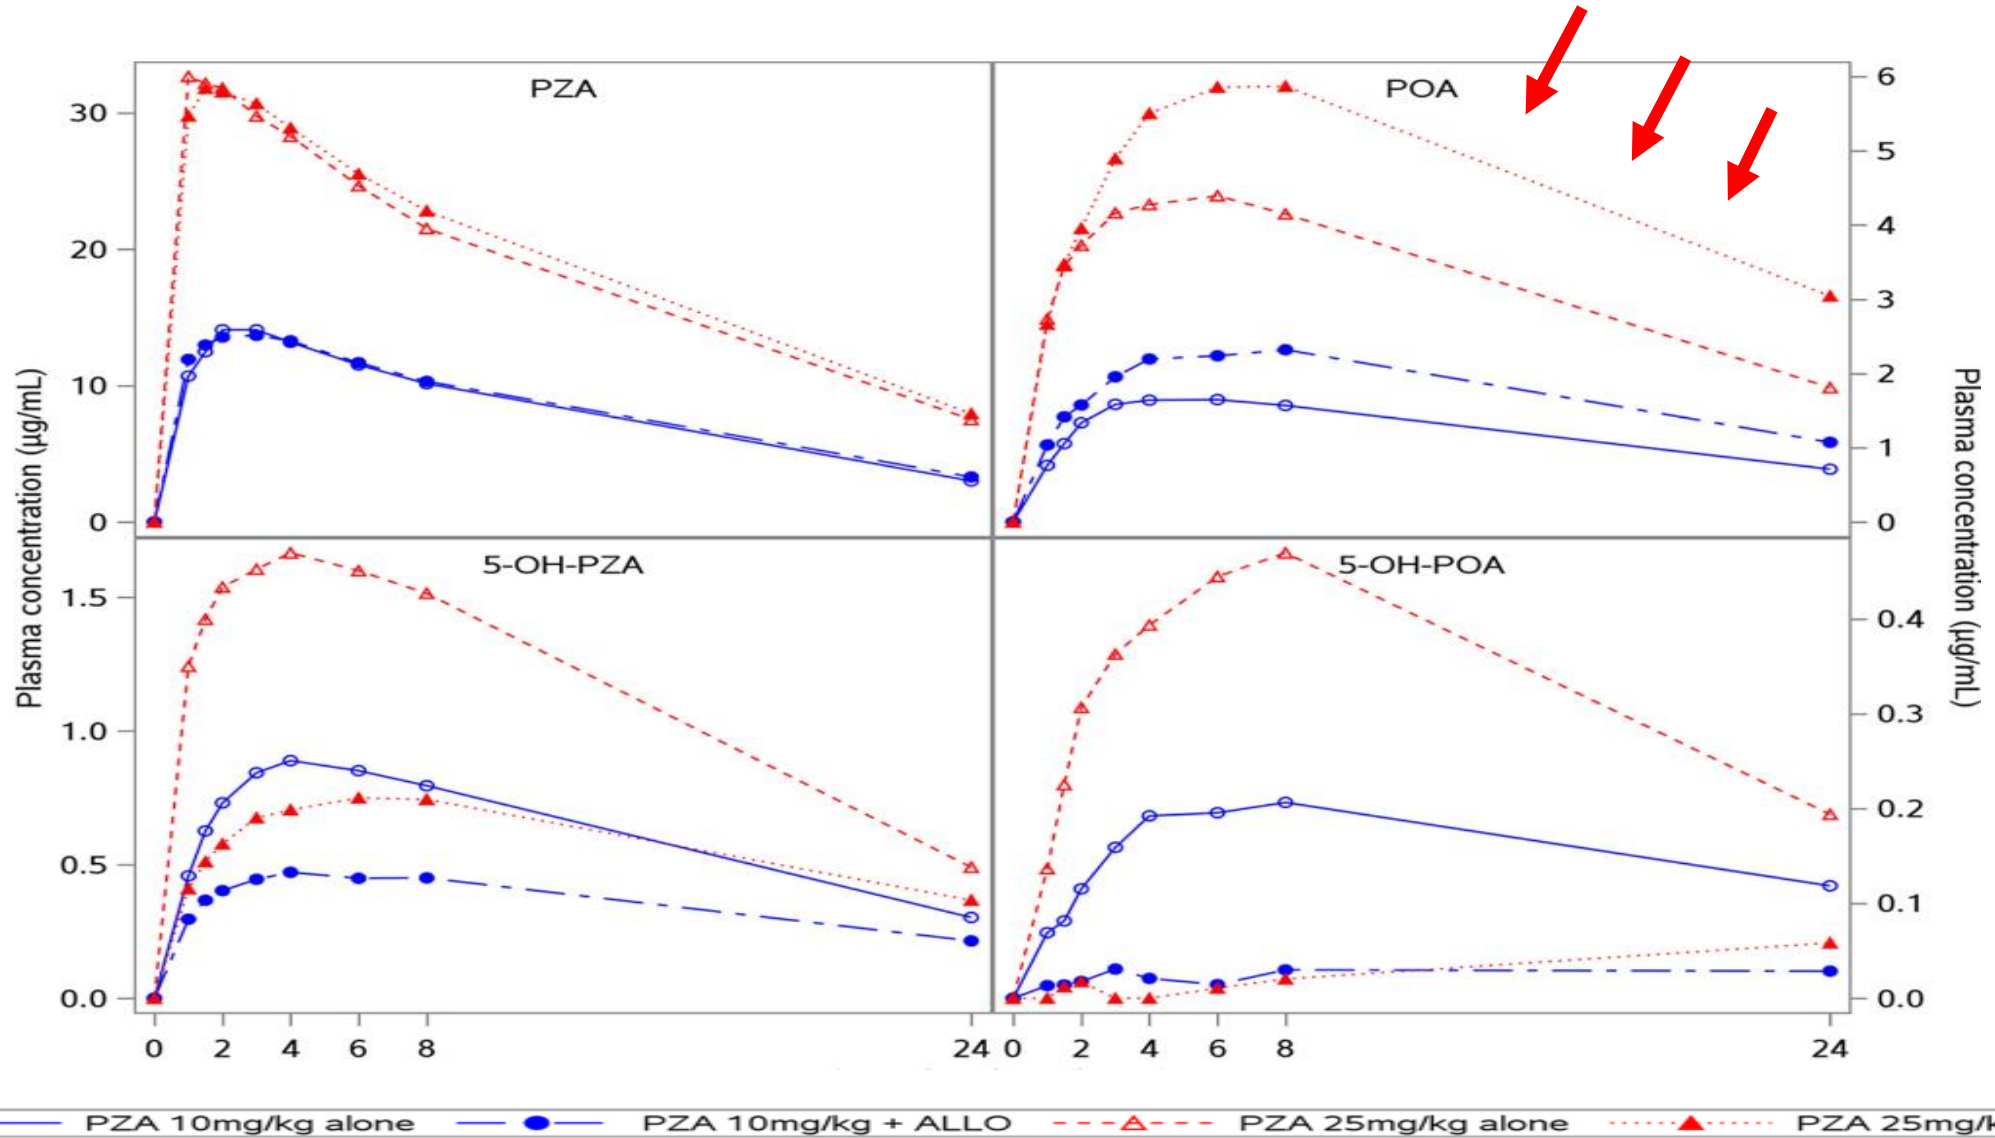 PZA
POA
30
20
10
0
6
5
4
3
2
1
0
Plasma concentration (µg/mL)
Plasma concentration (µg/mL)
5-OH-PZA
5-OH-POA
1.5
1.0
0.5
0.0
0.4
0.3
0.2
0.1
0.0
0 2 4 6 8 24 0 2 4 6 8 24
PZA 10mg/kg alone PZA 10mg/kg + ALLO PZA 25mg/kg alone PZA 25mg/k